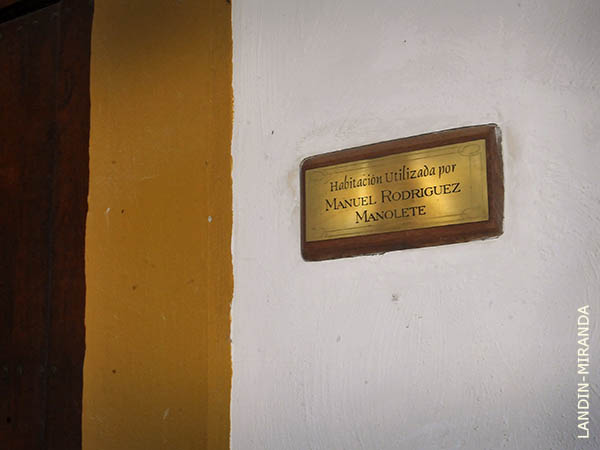 Habitación Utilizada por
MANUEL RODRIGUEZ
MANOLETE
LANDIN-MIRANDA